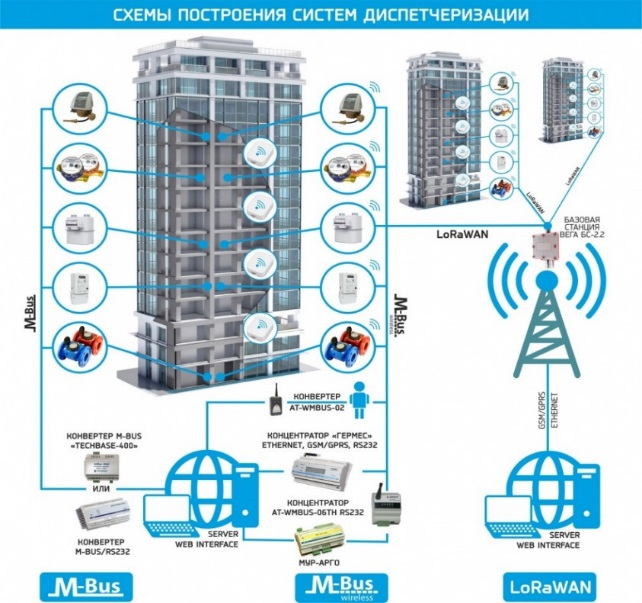 СХЕМЫ ПОСТРОЕНИЯ СИСТЕМ ДИСПЕТЧЕРИЗАЦИИ
LoRaWAN
LoRaWAN
LoRaWAN
БАЗОВАЯ
СТАНЦИЯ
ВЕГА БС-2.2
M-Bus
M-Bus
wireless
GSM/GPRS
ETHERNET
КОНВЕРТЕР
AT-WMBUS-02
КОНВЕРТЕР M-BUS
«TECHBASE-400»
ИЛИ
КОНВЕРТЕР
M-BUS/RS232
КОНЦЕНТРАТОР «ГЕРМЕС»
ETHERNET, GSM/GPRS, RS232
КОНЦЕНТРАТОР
AT-WMBUS-06TH RS232
МУР-АРГО
SERVER
WEB INTERFACE
SERVER
WEB INTERFACE
M-Bus
M-Bus
wireless
LoRaWAN